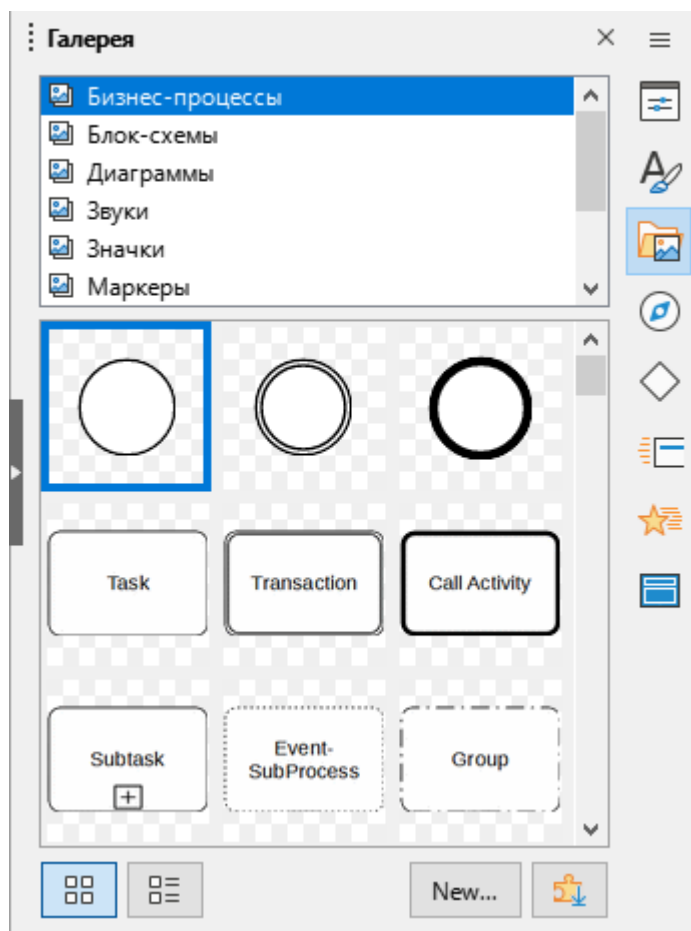 Галерея
Бизнес-процессы
Блок-схемы
Диаграммы
Звуки
Значки
Маркеры
Task
Transaction
Call Activity
Subtask
Event-
SubProcess
Group
New...